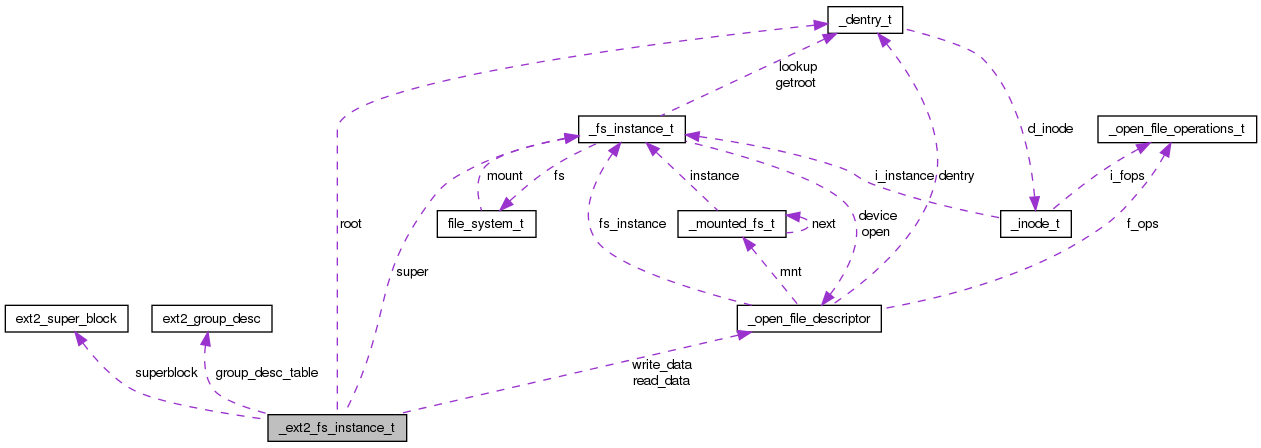 _dentry_t
lookup
getroot
_fs_instance_t
_open_file_operations_t
d_inode
mount
fs
instance
i_instance
dentry
i_fops
root
fs_instance
device
open
file_system_t
_mounted_fs_t
next
_inode_t
f_ops
super
mnt
ext2_super_block
ext2_group_desc
_open_file_descriptor
superblock
group_desc_table
write_data
read_data
_ext2_fs_instance_t